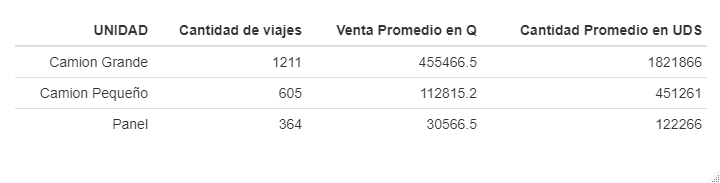 UNIDAD Cantidad de viajes Venta Promedio en Q Cantidad Promedio en UDS
Camion Grande 1211 455466.5 1821866
Camion Pequeño 605 112815.2 451261
Panel 364 30566.5 122266